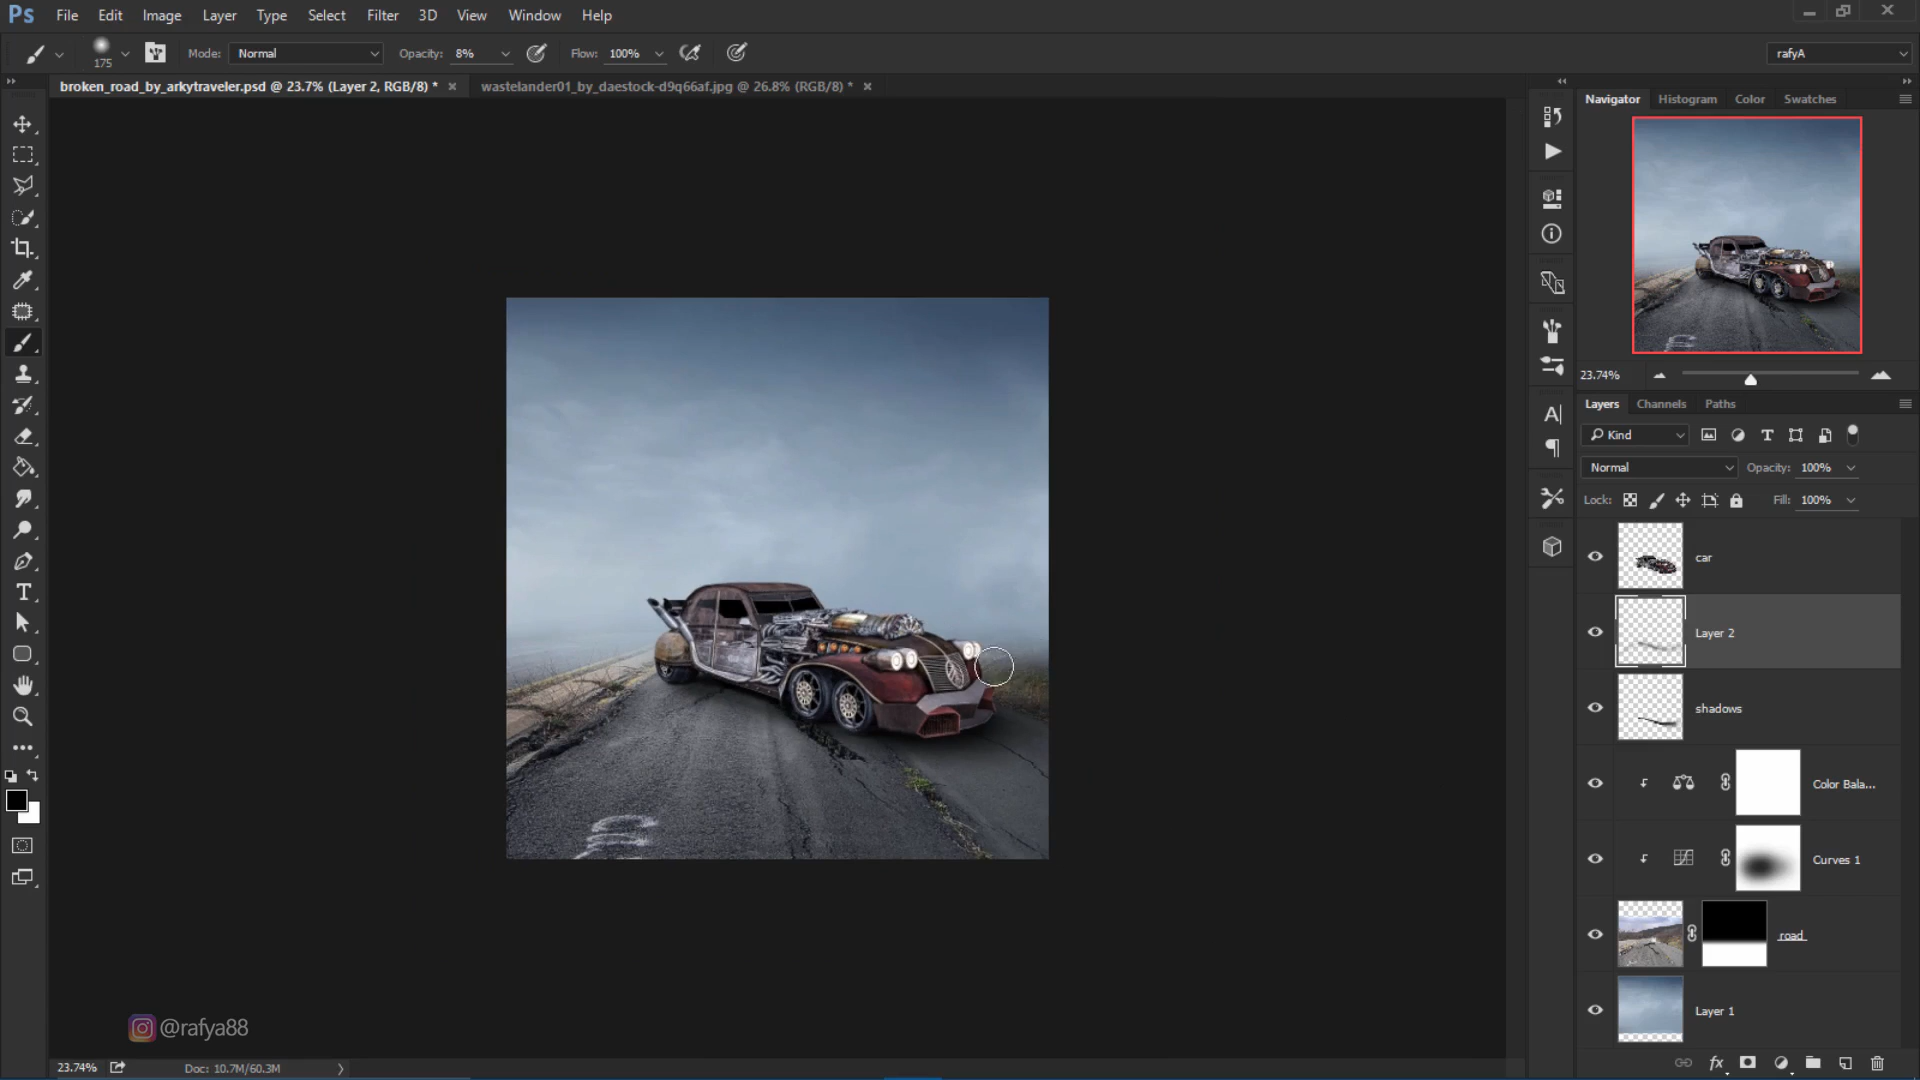 Ps File Edit Image Layer Type Select Filter 3D View Window Help
175 Mode: Normal Opacity: 8% Flow: 100% rafyA
broken_road_by_arkytraveler.psd @ 23.7% (Layer 2, RGB/8) * wastelander01_by_daestock-d9q66af.jpg @ 26.8% (RGB/8) *
Navigator Histogram Color Swatches
23.74%
Layers Channels Paths
Kind
Normal Opacity: 100%
Lock: Fill: 100%
car
Layer 2
shadows
Color Bala...
Curves 1
road
Layer 1
fx
@rafya88
23.74% Doc: 10.7M/60.3M